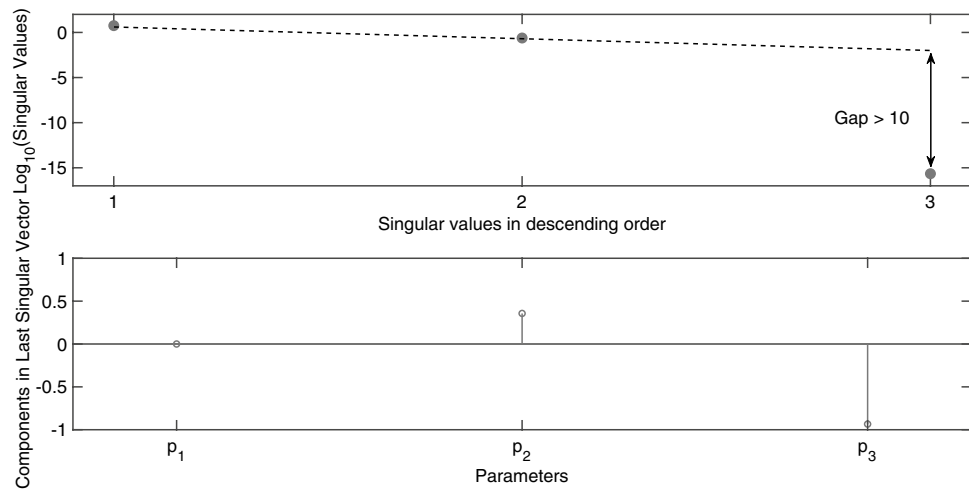 Log10(Singular Values)
0
-5
-10
-15
Gap > 10
1 2 3
Singular values in descending order
Components in Last Singular Vector
1
0.5
0
-0.5
-1
p1 p2 p3
Parameters